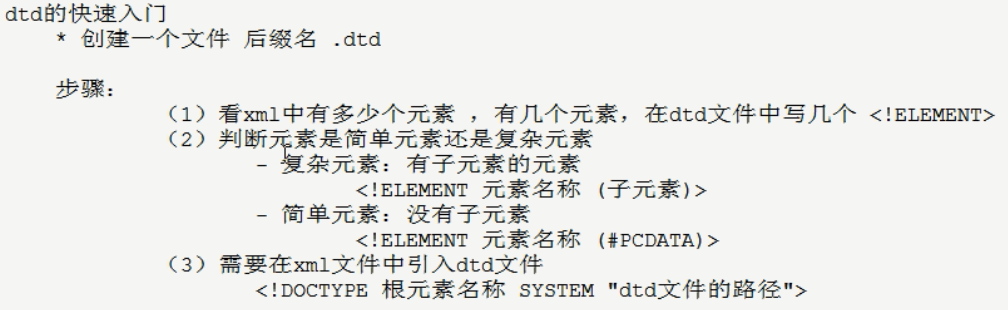 dtd的快速入门
* 创建一个文件 后缀名 .dtd
步骤：
（1）看xml中有多少个元素 ，有几个元素，在dtd文件中写几个 <!ELEMENT>
（2）判断元素是简单元素还是复杂元素
- 复杂元素：有子元素的元素
<!ELEMENT 元素名称 (子元素)>
- 简单元素：没有子元素
<!ELEMENT 元素名称 (#PCDATA)>
（3）需要在xml文件中引入dtd文件
<!DOCTYPE 根元素名称 SYSTEM "dtd文件的路径">